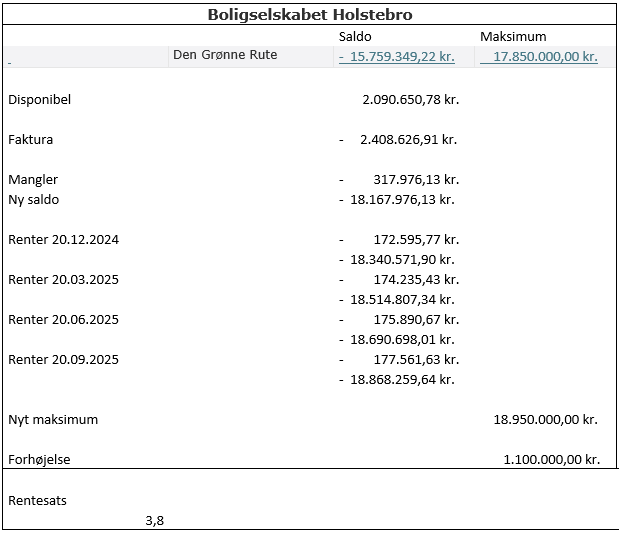 Boligselskabet Holstebro
Saldo Maksimum
- Den Grønne Rute - 15.759.349,22 kr. 17.850.000,00 kr.
Disponibel 2.090.650,78 kr.
Faktura - 2.408.626,91 kr.
Mangler - 317.976,13 kr.
Ny saldo - 18.167.976,13 kr.
Renter 20.12.2024 - 172.595,77 kr.
- 18.340.571,90 kr.
Renter 20.03.2025 - 174.235,43 kr.
- 18.514.807,34 kr.
Renter 20.06.2025 - 175.890,67 kr.
- 18.690.698,01 kr.
Renter 20.09.2025 - 177.561,63 kr.
- 18.868.259,64 kr.
Nyt maksimum 18.950.000,00 kr.
Forhøjelse 1.100.000,00 kr.
Rentesats
3,8